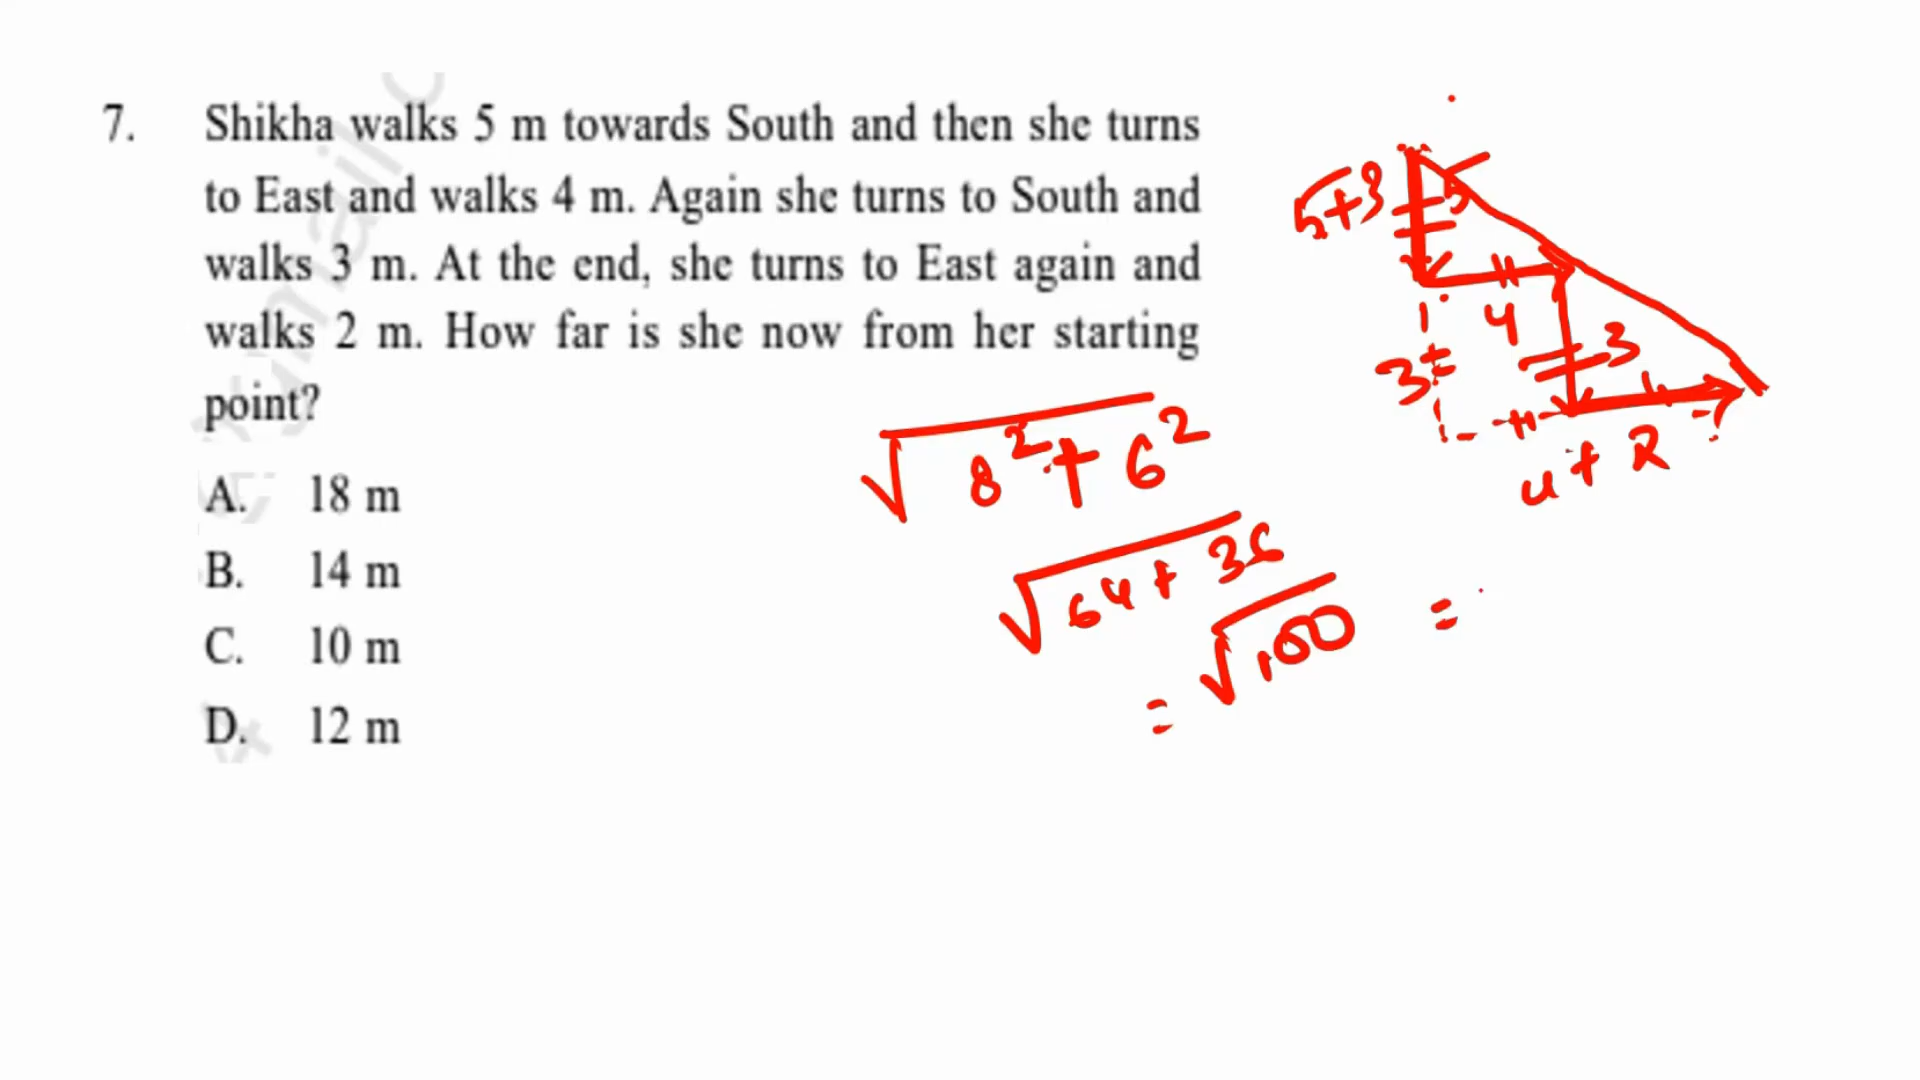 7. Shikha walks 5 m towards South and then she turns
to East and walks 4 m. Again she turns to South and
walks 3 m. At the end, she turns to East again and
walks 2 m. How far is she now from her starting
point?
A. 18 m
B. 14 m
C. 10 m
D. 12 m
5+3
5
4
3
3
4+2
√8²+6²
√64+36
=√100 =